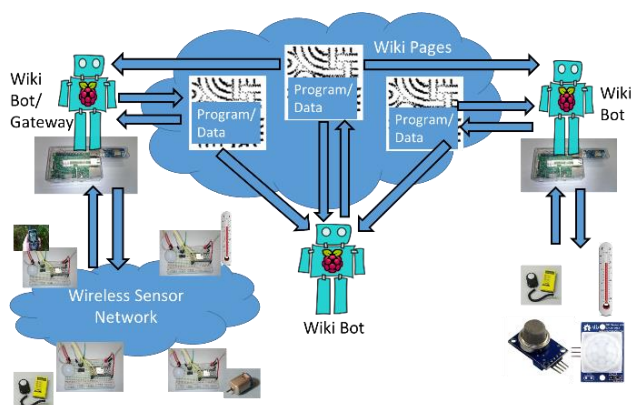 Wiki Pages
Wiki
Bot/
Gateway
Program/
Data
Program/
Data
Program/
Data
Wiki
Bot
Wireless Sensor
Network
Wiki Bot